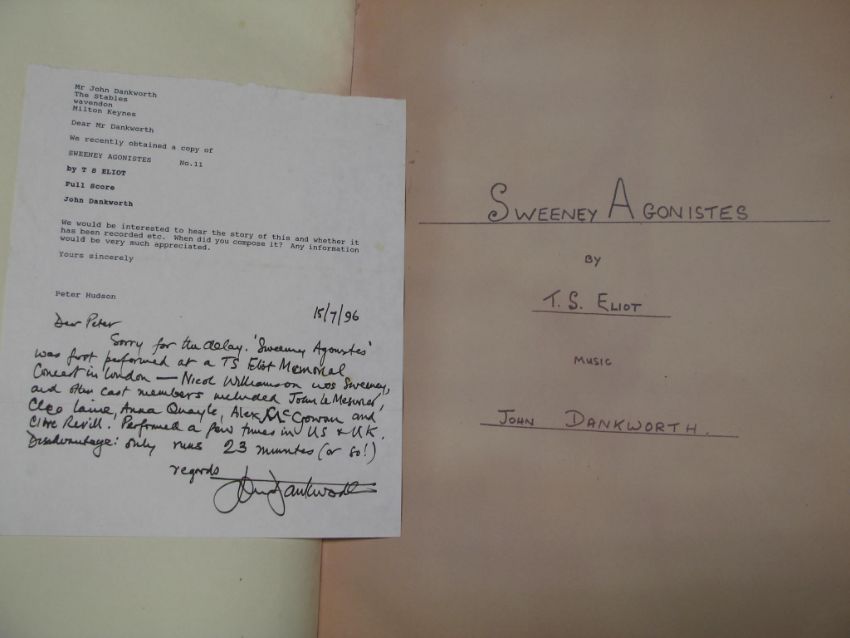 Mr John Dankworth
The Stables
wavendon
Milton Keynes
Dear Mr Dankworth
We recently obtained a copy of
SWEENEY AGONISTES No.11
by T S ELIOT
Full Score
John Dankworth
We would be interested to hear the story of this and whether it
has been recorded etc. When did you compose it? Any information
would be very much appreciated.
Yours sincerely
Peter Hudson
15/7/96
Dear Peter
Sorry for the delay. 'Sweeney Agonistes'
was first performed at a TS Eliot Memorial
Concert in London — Nicol Williamson was Sweeney,
and other cast members included John Le Mesurier,
Cleo Laine, Anna Quayle, Alec McCowan and
Clive Revill. Performed a few times in US & UK.
Disadvantage: only runs 23 minutes (or so!)
regards
John Dankworth
SWEENEY AGONISTES
BY
T. S. ELIOT
MUSIC
JOHN DANKWORTH.